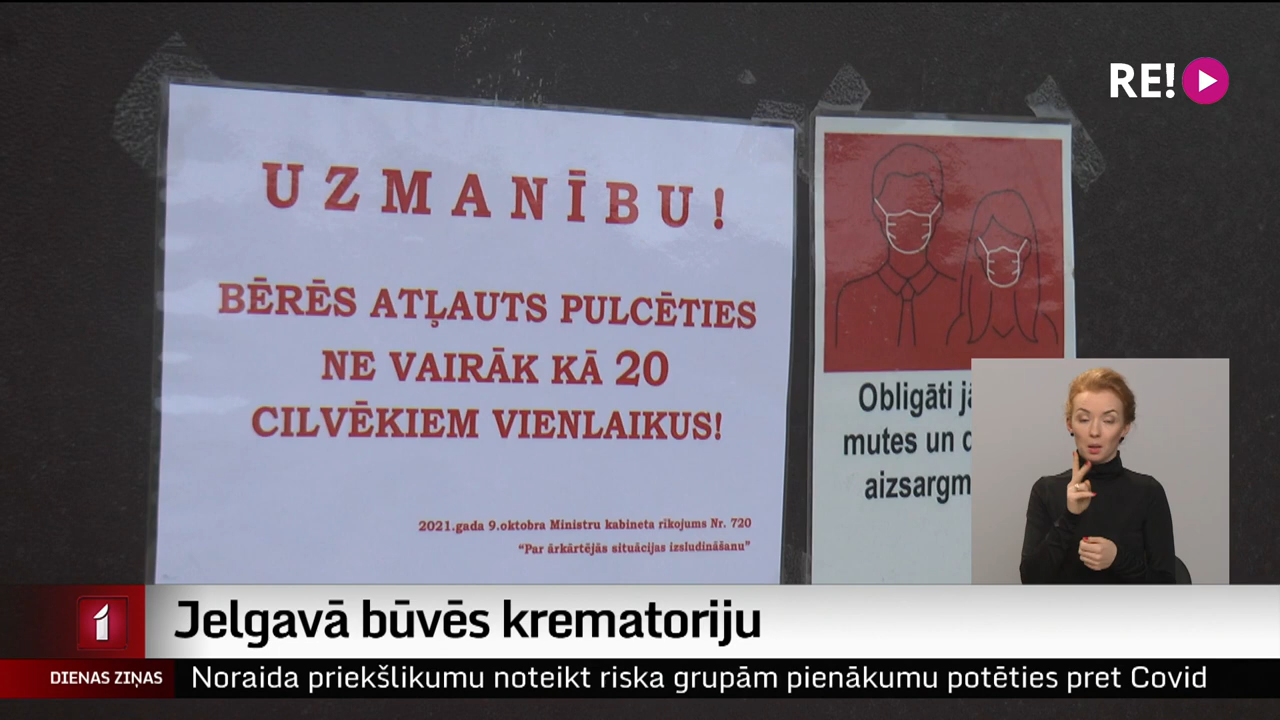 RE!
UZMANĪBU!
BĒRĒS ATĻAUTS PULCĒTIES
NE VAIRĀK KĀ 20
CILVĒKIEM VIENLAIKUS!
2021.gada 9.oktobra Ministru kabineta rīkojums Nr. 720
“Par ārkārtējās situācijas izsludināšanu”
Obligāti
mutes un
1
Jelgavā būvēs krematoriju
DIENAS ZIŅAS
Noraida priekšlikumu noteikt riska grupām pienākumu potēties pret Covid